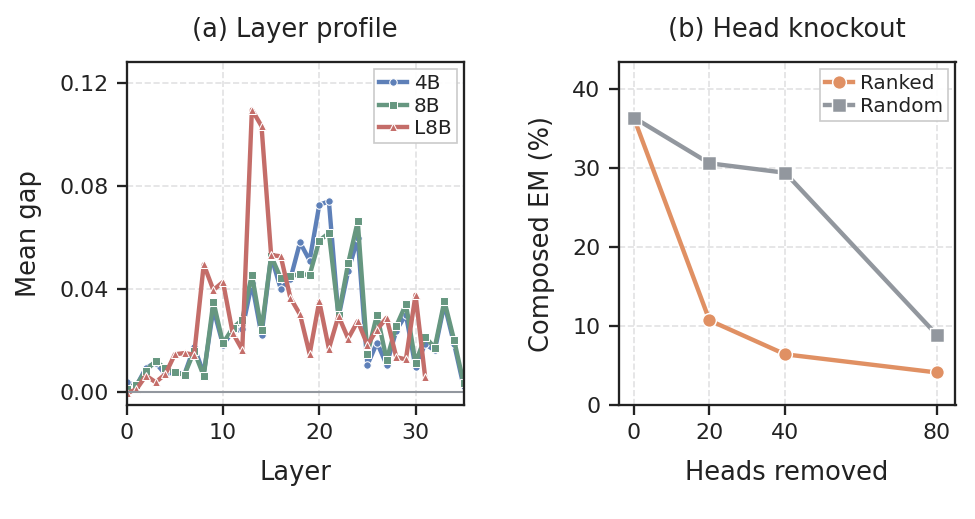 (a) Layer profile
Mean gap
0.12
0.08
0.04
0.00
4B
8B
L8B
0 10 20 30
Layer
(b) Head knockout
Composed EM (%)
40
30
20
10
0
Ranked
Random
0 20 40 80
Heads removed